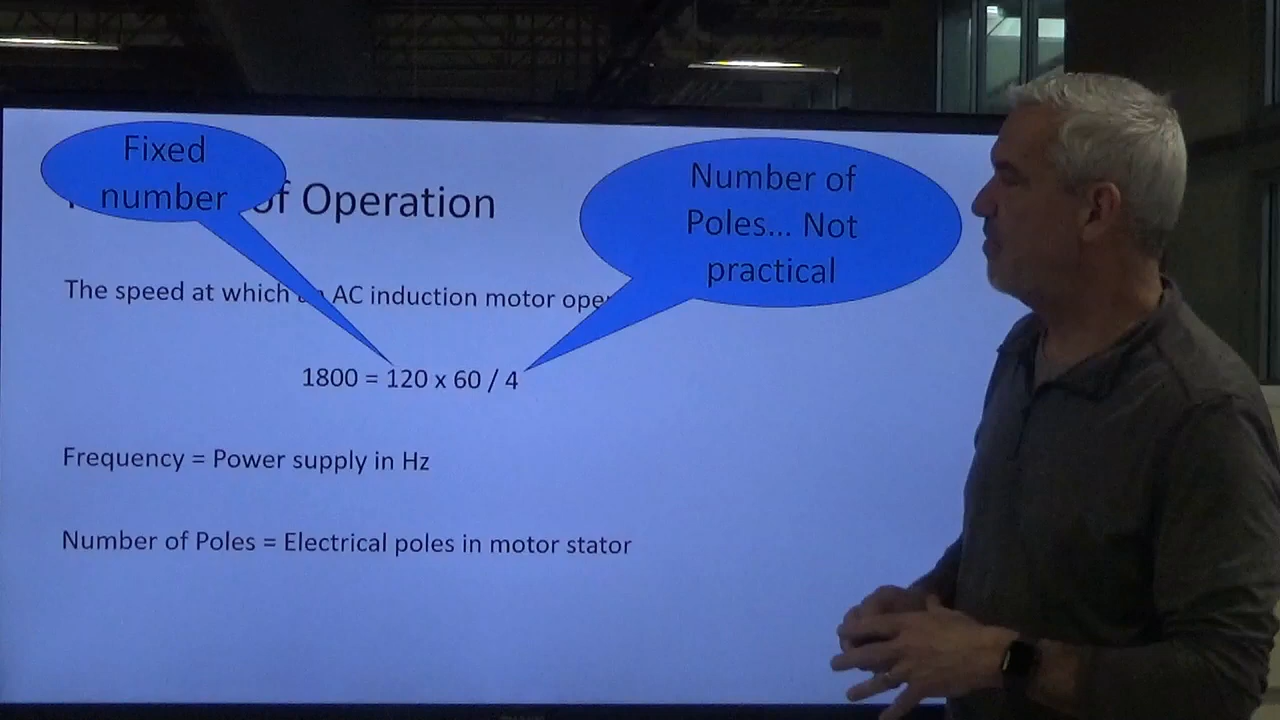 Fixed
number
of Operation
Number of
Poles... Not
practical
The speed at which AC induction motor
1800 = 120 x 60 / 4
Frequency = Power supply in Hz
Number of Poles = Electrical poles in motor stator